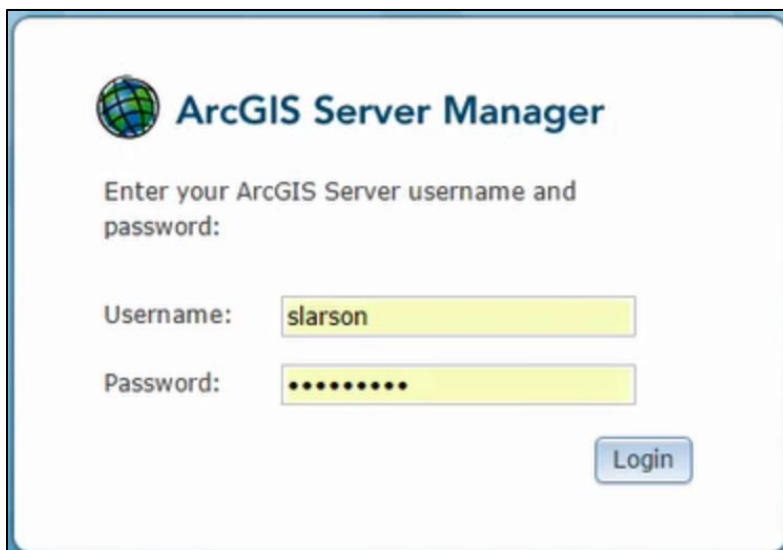 ArcGIS Server Manager
Enter your ArcGIS Server username and
password:
Username: slarson
Password: •••••••••
Login